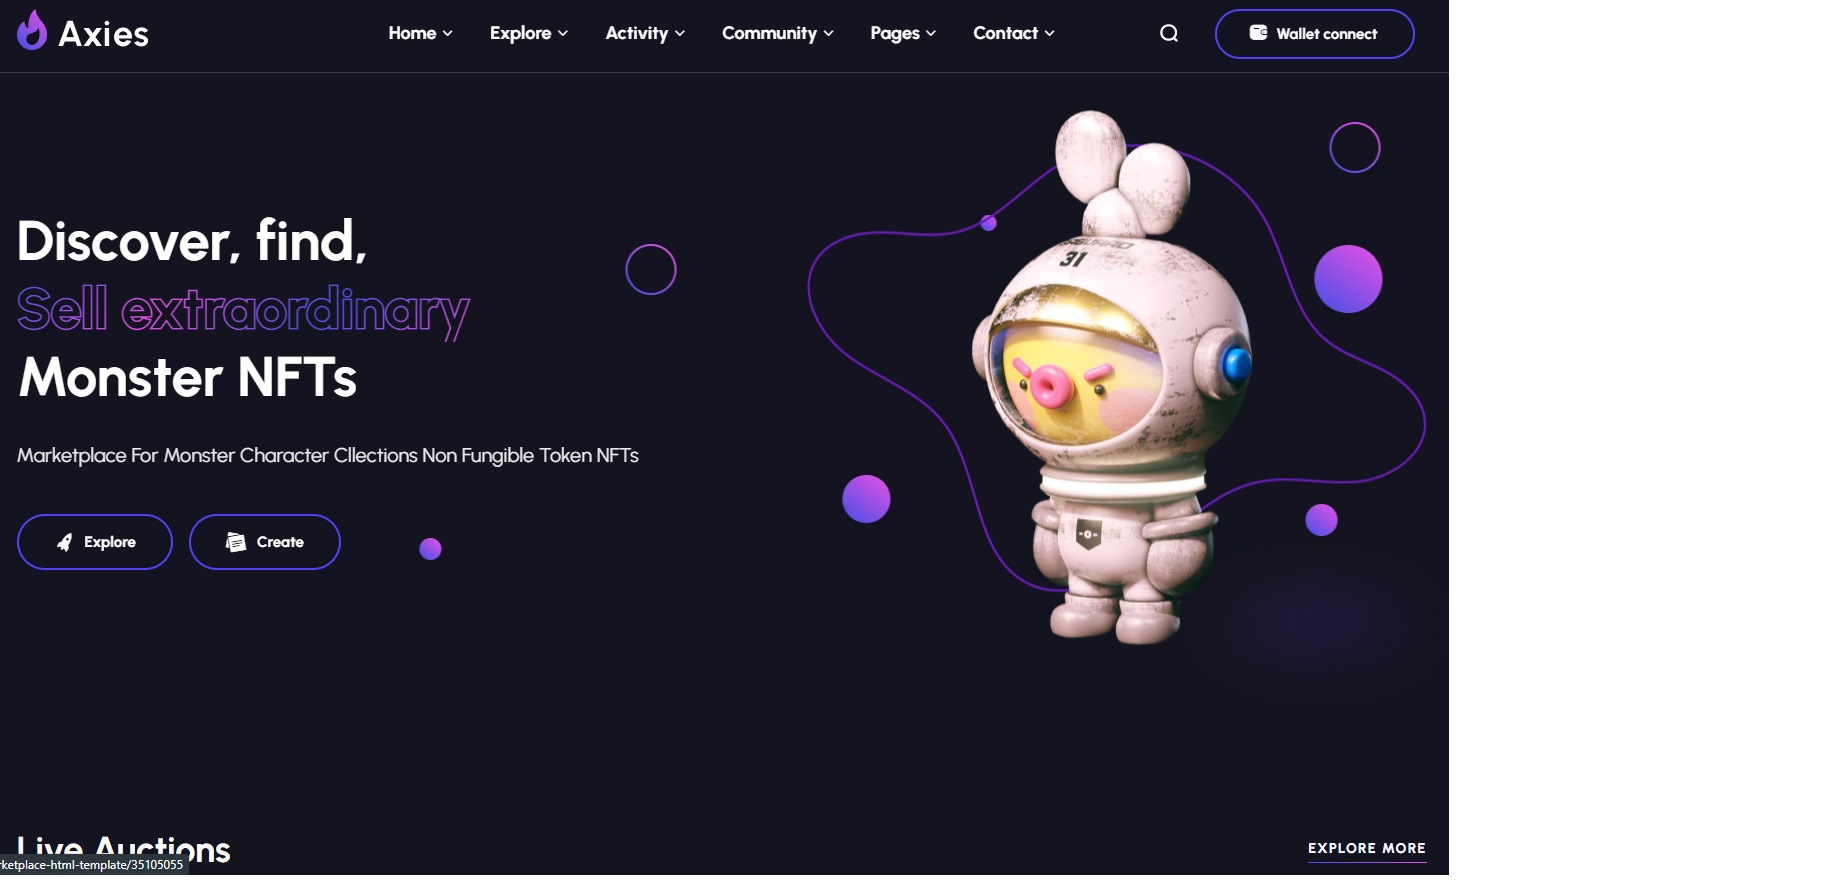 Axies
Home Explore Activity Community Pages Contact Wallet connect
31
Discover, find,
Sell extraordinary
Monster NFTs
Marketplace For Monster Character Cllections Non Fungible Token NFTs
Explore Create
Live Auctions EXPLORE MORE
rketplace-html-template/35105055